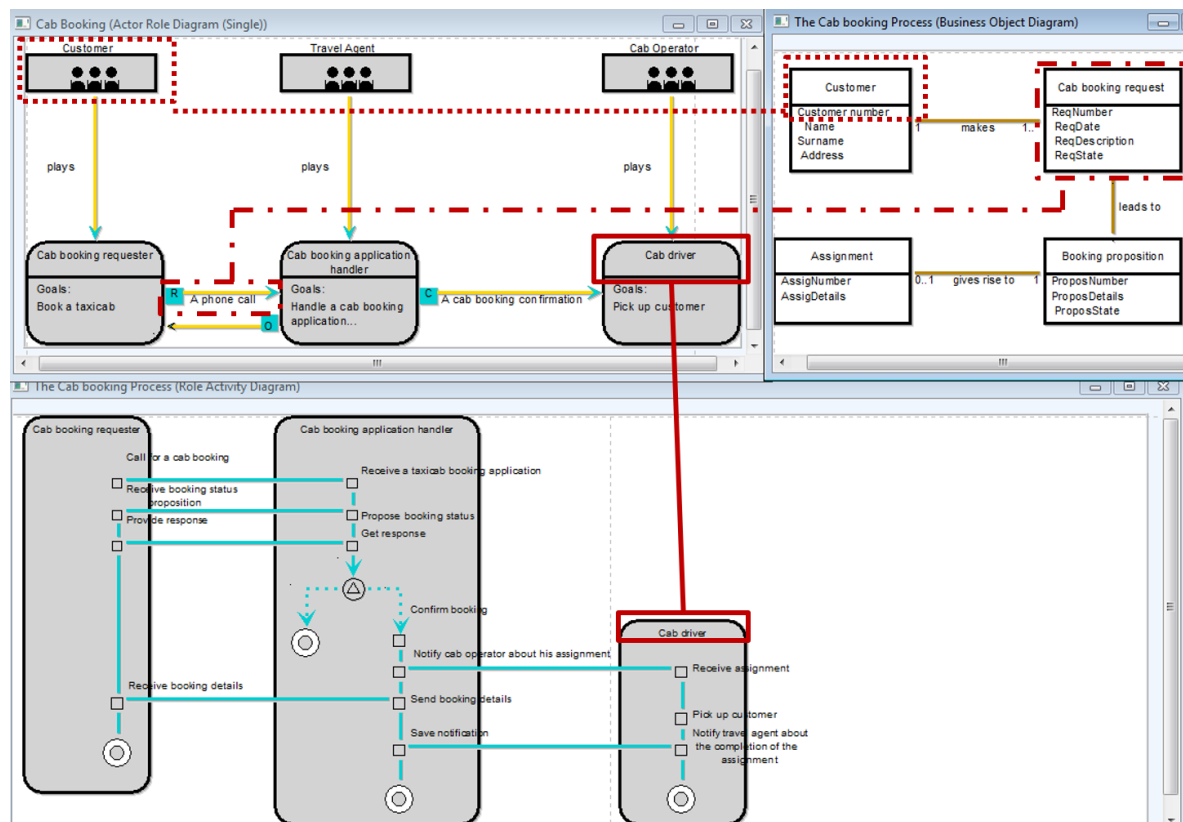 Cab Booking (Actor Role Diagram (Single))
Customer
Travel Agent
Cab Operator
plays
plays
plays
Cab booking requester
Goals:
Book a taxicab
R
A phone call
O
Cab booking application
handler
Goals:
Handle a cab booking
application...
C
A cab booking confirmation
Cab driver
Goals:
Pick up customer
The Cab booking Process (Business Object Diagram)
Customer
Customer number
Name
Surname
Address
1
makes
1..
Cab booking request
ReqNumber
ReqDate
ReqDescription
ReqState
leads to
Assignment
AssigNumber
AssigDetails
0..1
gives rise to
1
Booking proposition
ProposNumber
ProposDetails
ProposState
The Cab booking Process (Role Activity Diagram)
Cab booking requester
Call for a cab booking
Receive booking status
proposition
Provide response
Receive booking details
Cab booking application handler
Receive a taxicab booking application
Propose booking status
Get response
Confirm booking
Notify cab operator about his assignment
Send booking details
Save notification
Cab driver
Receive assignment
Pick up customer
Notify travel agent about
the completion of the
assignment